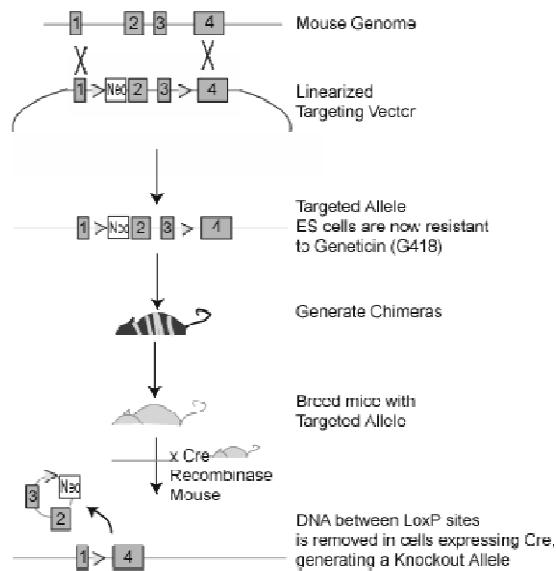 1 2 3 4
Mouse Genome
1 Neo 2 3 4
Linearized
Targeting Vector
1 Neo 2 3 4
Targeted Allele
ES cells are now resistant
to Geneticin (G418)
Generate Chimeras
Breed mice with
Targeted Allele
x Cre
Recombinase
Mouse
3 Neo
2
DNA between LoxP sites
is removed in cells expressing Cre,
generating a Knockout Allele
1 4